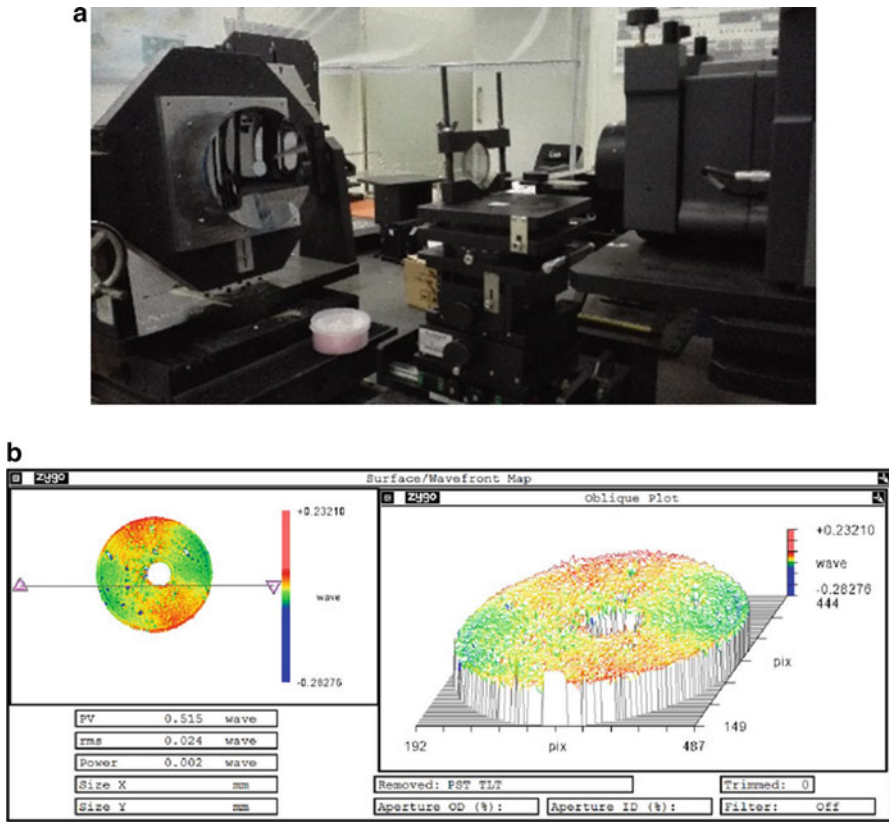 a
b
zygo Surface/Wavefront Map
+0.23210
wave
-0.28276
zygo Oblique Plot
+0.23210
wave
-0.28276
444
pix
149
192 pix 487
PV 0.515 wave
rms 0.024 wave
Power 0.002 wave
Size X mm
Size Y mm
Removed: PST TLT Trimmed: 0
Aperture OD (%): Aperture ID (%): Filter: Off